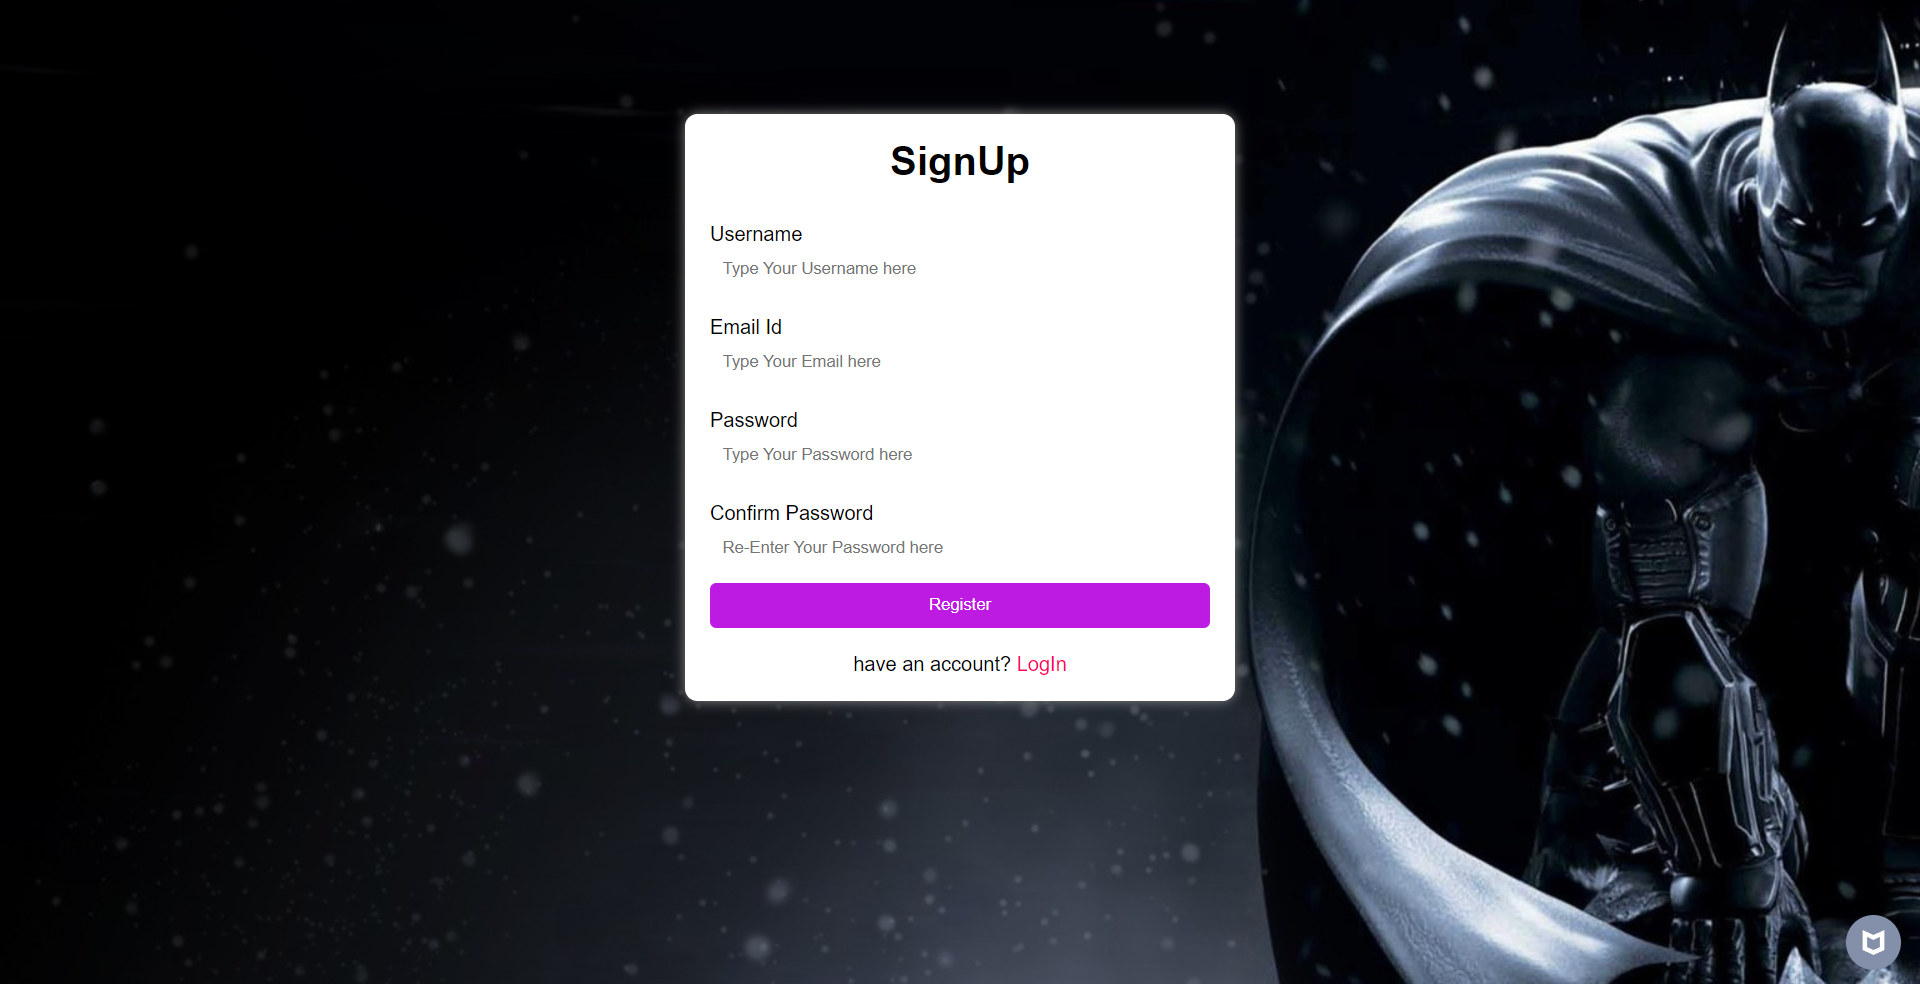 SignUp
Username
Type Your Username here
Email Id
Type Your Email here
Password
Type Your Password here
Confirm Password
Re-Enter Your Password here
Register
have an account? LogIn